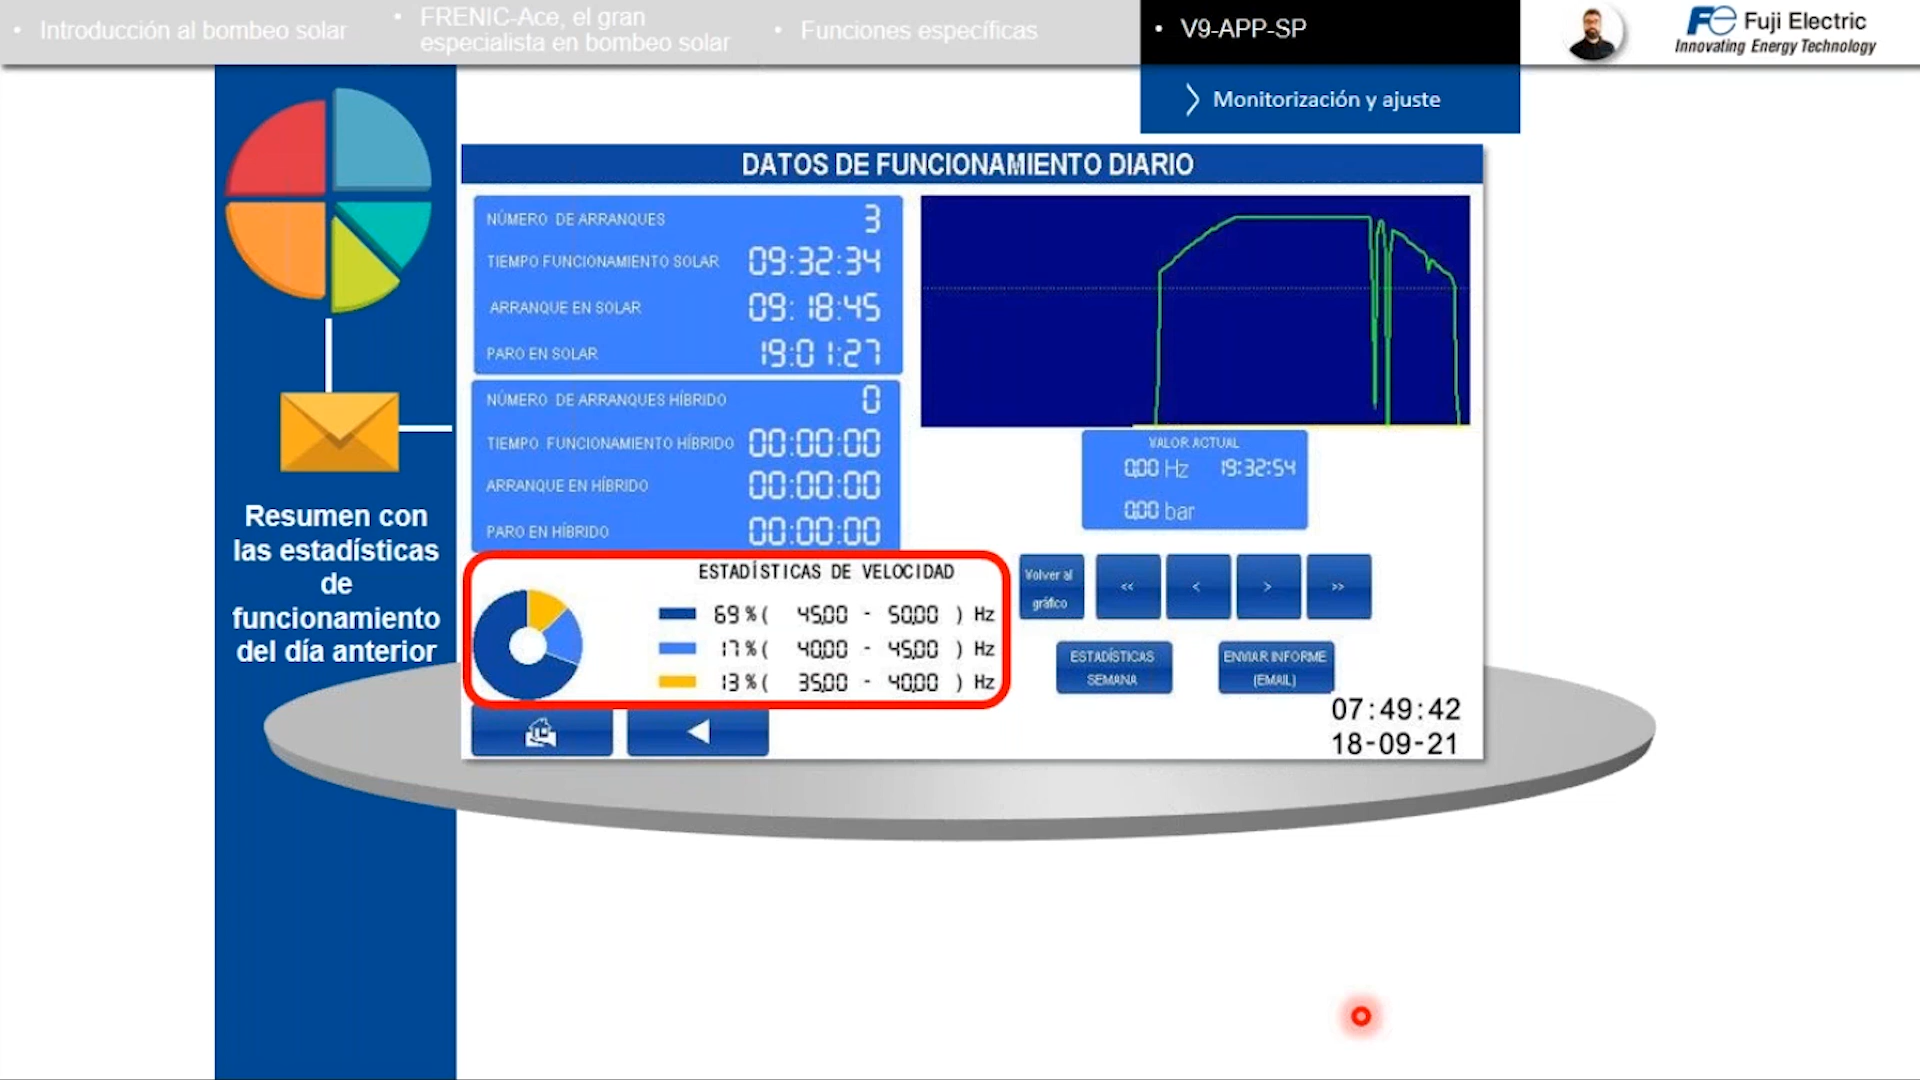 • Introducción al bombeo solar
• FRENIC-Ace, el gran
especialista en bombeo solar
• Funciones específicas
• V9-APP-SP
Fe Fuji Electric
Innovating Energy Technology
Monitorización y ajuste
DATOS DE FUNCIONAMIENTO DIARIO
NÚMERO DE ARRANQUES 3
TIEMPO FUNCIONAMIENTO SOLAR 09:32:34
ARRANQUE EN SOLAR 09:18:45
PARO EN SOLAR 19:01:27
NÚMERO DE ARRANQUES HÍBRIDO 0
TIEMPO FUNCIONAMIENTO HÍBRIDO 00:00:00
ARRANQUE EN HÍBRIDO 00:00:00
PARO EN HÍBRIDO 00:00:00
VALOR ACTUAL
0,00 Hz 19:32:54
0,00 bar
Resumen con
las estadísticas
de
funcionamiento
del día anterior
ESTADÍSTICAS DE VELOCIDAD
69 % ( 45,00 - 50,00 ) Hz
17 % ( 40,00 - 45,00 ) Hz
13 % ( 35,00 - 40,00 ) Hz
Volver al
gráfico
<< < > >>
ESTADÍSTICAS
SEMANA
ENVIAR INFORME
(EMAIL)
07:49:42
18-09-21